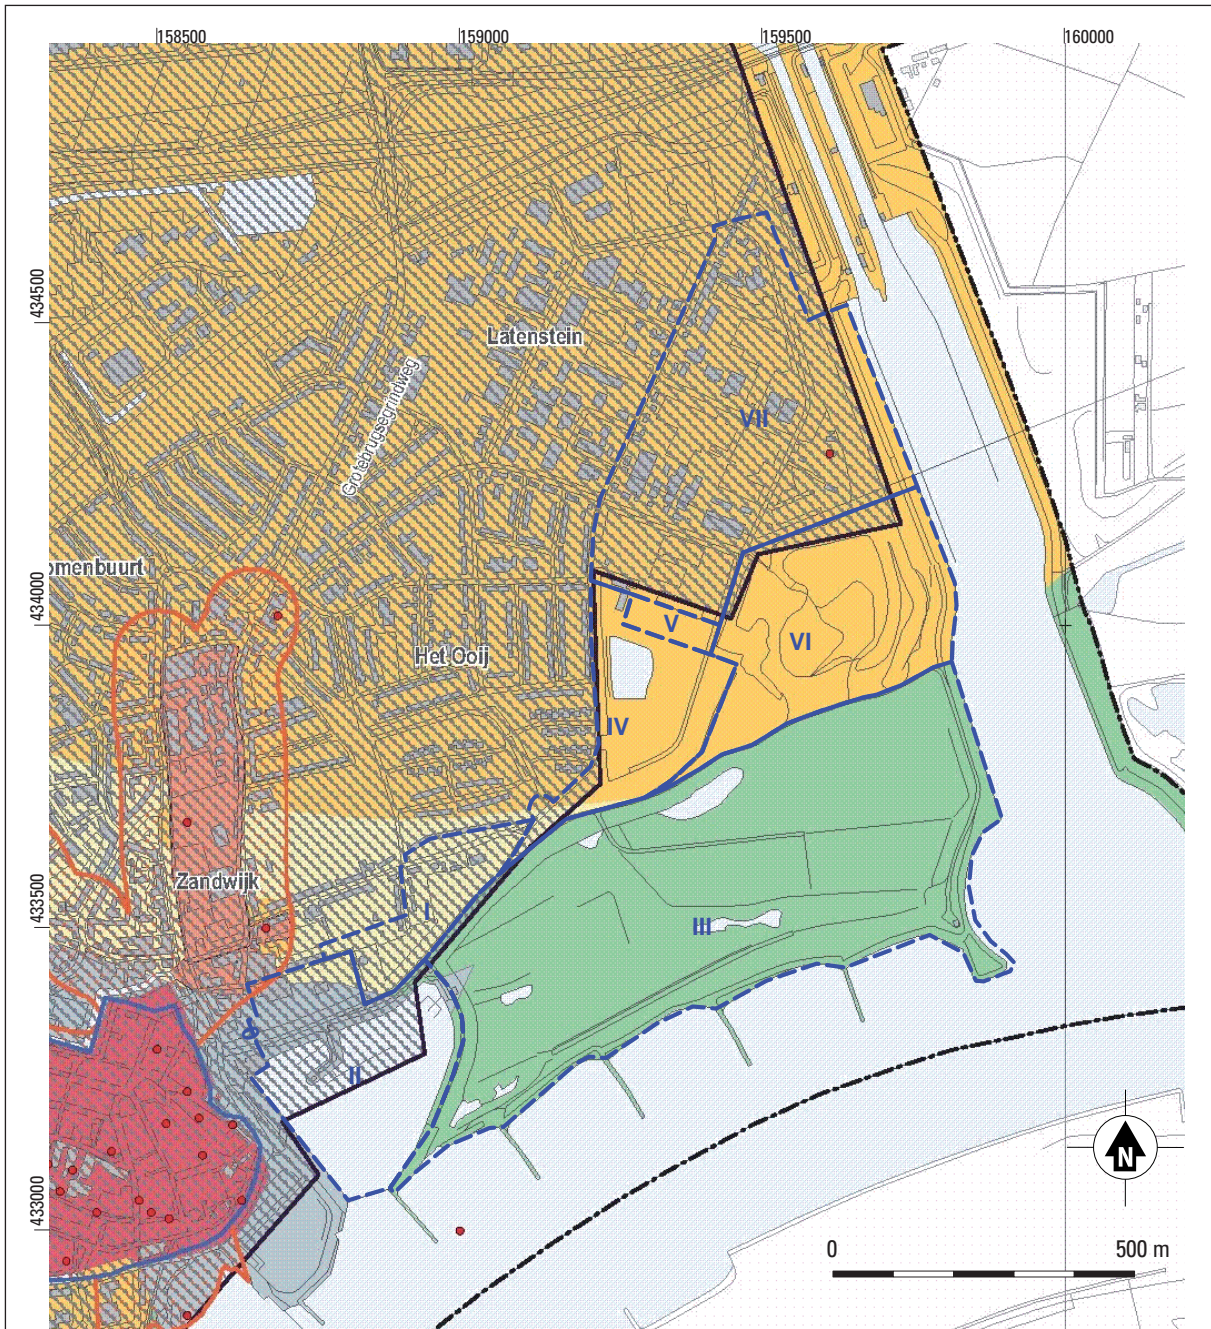 158500
159000
159500
160000
434500
Latenstein
Grotebrugsegrindweg
VII
434000
omenbuurt
Het Ooij
V
VI
IV
433500
Zandwijk
I
III
II
N
433000
0
500 m